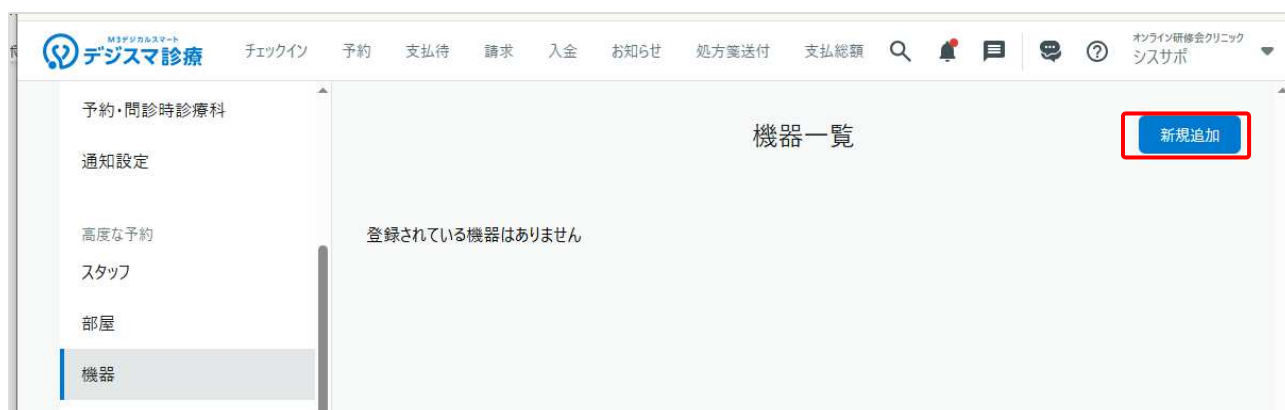 M3デジカルスマート
デジスマ診療
チェックイン 予約 支払待 請求 入金 お知らせ 処方箋送付 支払総額
オンライン研修会クリニック
シスサポ
予約・問診時診療科
通知設定
機器一覧
新規追加
高度な予約
登録されている機器はありません
スタッフ
部屋
機器